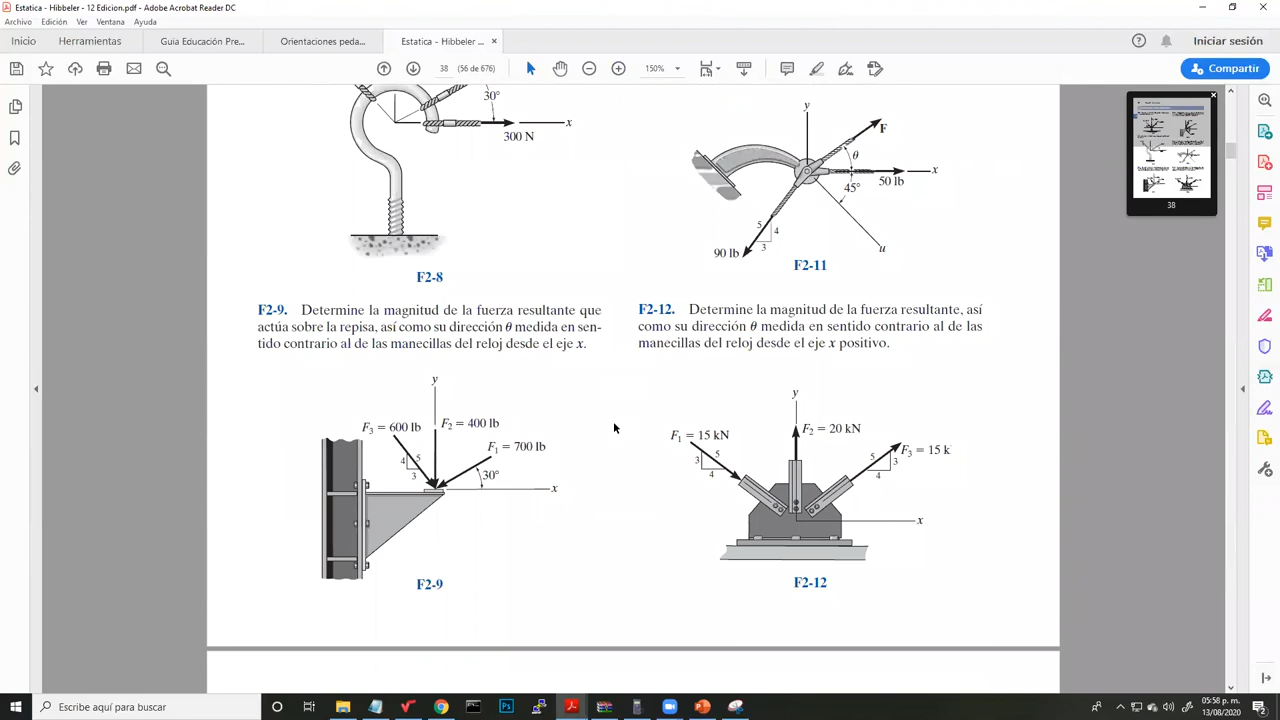 Estatica - Hibbeler - 12 Edicion.pdf - Adobe Acrobat Reader DC
Archivo Edición Ver Ventana Ayuda
Inicio Herramientas Guia Educación Pre... Orientaciones peda... Estatica - Hibbeler ... × Iniciar sesión
38 (56 de 676) 150% Compartir
30°
x
300 N
F2-8
y
F
θ
x
50 lb
45°
5
4
3
90 lb
u
F2-11
F2-9. Determine la magnitud de la fuerza resultante que
actúa sobre la repisa, así como su dirección θ medida en sen-
tido contrario al de las manecillas del reloj desde el eje x.
F2-12. Determine la magnitud de la fuerza resultante, así
como su dirección θ medida en sentido contrario al de las
manecillas del reloj desde el eje x positivo.
y
F3 = 600 lb
F2 = 400 lb
F1 = 700 lb
4
5
3
30°
x
F2-9
y
F1 = 15 kN
F2 = 20 kN
F3 = 15 k
3
5
4
5
3
4
x
F2-12
38
Escribe aquí para buscar
05:58 p. m.
13/08/2020
2